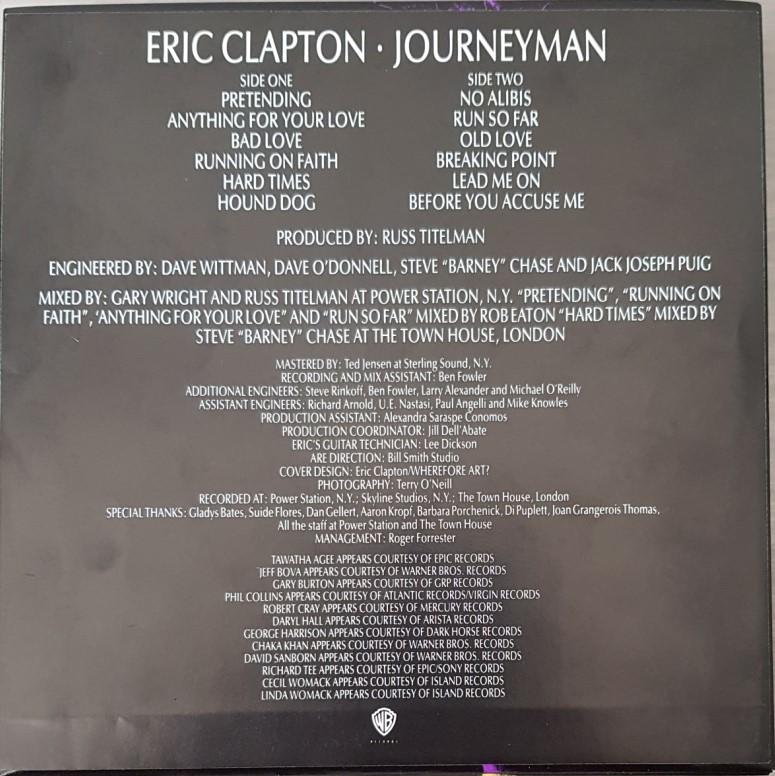 ERIC CLAPTON · JOURNEYMAN
SIDE ONE
PRETENDING
ANYTHING FOR YOUR LOVE
BAD LOVE
RUNNING ON FAITH
HARD TIMES
HOUND DOG
SIDE TWO
NO ALIBIS
RUN SO FAR
OLD LOVE
BREAKING POINT
LEAD ME ON
BEFORE YOU ACCUSE ME
PRODUCED BY: RUSS TITELMAN
ENGINEERED BY: DAVE WITTMAN, DAVE O'DONNELL, STEVE "BARNEY" CHASE AND JACK JOSEPH PUIG
MIXED BY: GARY WRIGHT AND RUSS TITELMAN AT POWER STATION, N.Y. "PRETENDING", "RUNNING ON
FAITH", 'ANYTHING FOR YOUR LOVE" AND "RUN SO FAR" MIXED BY ROB EATON "HARD TIMES" MIXED BY
STEVE "BARNEY" CHASE AT THE TOWN HOUSE, LONDON
MASTERED BY: Ted Jensen at Sterling Sound, N.Y.
RECORDING AND MIX ASSISTANT: Ben Fowler
ADDITIONAL ENGINEERS: Steve Rinkoff, Ben Fowler, Larry Alexander and Michael O'Reilly
ASSISTANT ENGINEERS: Richard Arnold, U.E. Nastasi, Paul Angelli and Mike Knowles
PRODUCTION ASSISTANT: Alexandra Saraspe Conomos
PRODUCTION COORDINATOR: Jill Dell'Abate
ERIC'S GUITAR TECHNICIAN: Lee Dickson
ARE DIRECTION: Bill Smith Studio
COVER DESIGN: Eric Clapton/WHEREFORE ART?
PHOTOGRAPHY: Terry O'Neill
RECORDED AT: Power Station, N.Y.; Skyline Studios, N.Y.; The Town House, London
SPECIAL THANKS: Gladys Bates, Suide Flores, Dan Gellert, Aaron Kropf, Barbara Porchenick, Di Puplett, Joan Grangerois Thomas,
All the staff at Power Station and The Town House
MANAGEMENT: Roger Forrester
TAWATHA AGEE APPEARS COURTESY OF EPIC RECORDS
JEFF BOVA APPEARS COURTESY OF WARNER BROS. RECORDS
GARY BURTON APPEARS COURTESY OF GRP RECORDS
PHIL COLLINS APPEARS COURTESY OF ATLANTIC RECORDS/VIRGIN RECORDS
ROBERT CRAY APPEARS COURTESY OF MERCURY RECORDS
DARYL HALL APPEARS COURTESY OF ARISTA RECORDS
GEORGE HARRISON APPEARS COURTESY OF DARK HORSE RECORDS
CHAKA KHAN APPEARS COURTESY OF WARNER BROS. RECORDS
DAVID SANBORN APPEARS COURTESY OF WARNER BROS. RECORDS
RICHARD TEE APPEARS COURTESY OF EPIC/SONY RECORDS
CECIL WOMACK APPEARS COURTESY OF ISLAND RECORDS
LINDA WOMACK APPEARS COURTESY OF ISLAND RECORDS
WB
RECORDS